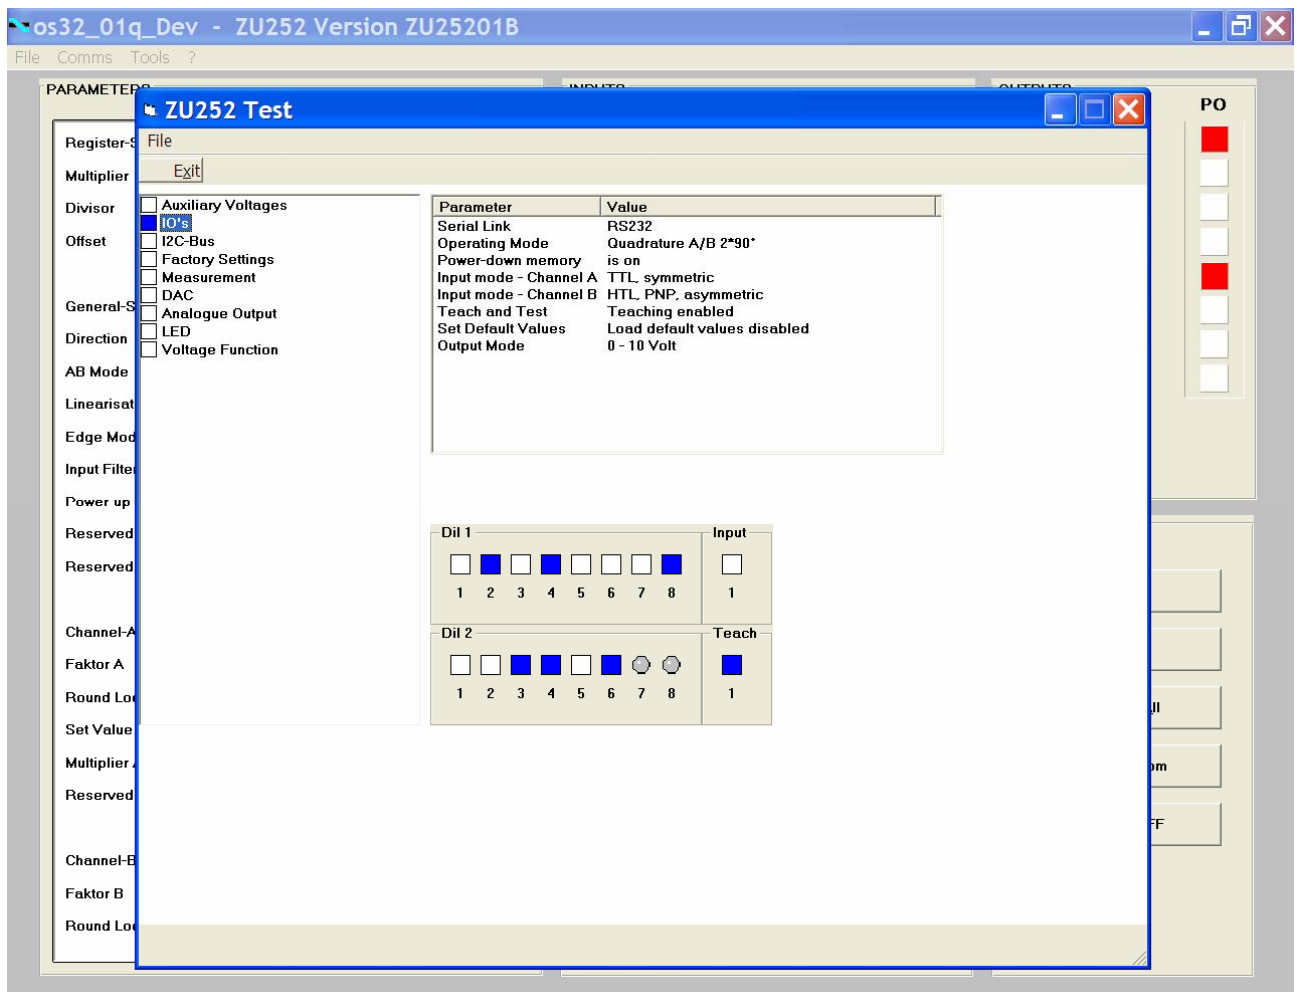 os32_01q_Dev - ZU252 Version ZU25201B
File Comms Tools ?
PARAMETERS INPUTS OUTPUTS
PO
Register-S
Multiplier
Divisor
Offset
General-S
Direction
AB Mode
Linearisat
Edge Mod
Input Filter
Power up
Reserved
Reserved
Channel-A
Faktor A
Round Loo
Set Value
Multiplier A
Reserved
Channel-B
Faktor B
Round Loo
ZU252 Test
File
Exit
Auxiliary Voltages
IO's
I2C-Bus
Factory Settings
Measurement
DAC
Analogue Output
LED
Voltage Function
Parameter Value
Serial Link RS232
Operating Mode Quadrature A/B 2*90°
Power-down memory is on
Input mode - Channel A TTL, symmetric
Input mode - Channel B HTL, PNP, asymmetric
Teach and Test Teaching enabled
Set Default Values Load default values disabled
Output Mode 0 - 10 Volt
Dil 1 Input
1 2 3 4 5 6 7 8 1
Dil 2 Teach
1 2 3 4 5 6 7 8 1